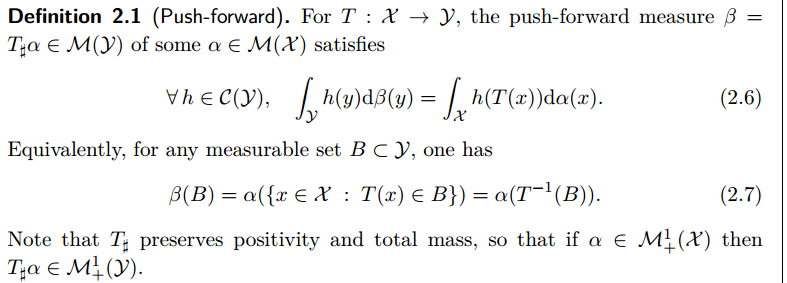 Definition 2.1 (Push-forward). For T : 𝒳 → 𝒴, the push-forward measure β =
T♯α ∈ ℳ(𝒴) of some α ∈ ℳ(𝒳) satisfies
∀ h ∈ 𝒞(𝒴), ∫_𝒴 h(y)dβ(y) = ∫_𝒳 h(T(x))dα(x). (2.6)
Equivalently, for any measurable set B ⊂ 𝒴, one has
β(B) = α({x ∈ 𝒳 : T(x) ∈ B}) = α(T⁻¹(B)). (2.7)
Note that T♯ preserves positivity and total mass, so that if α ∈ ℳ₊¹(𝒳) then
T♯α ∈ ℳ₊¹(𝒴).